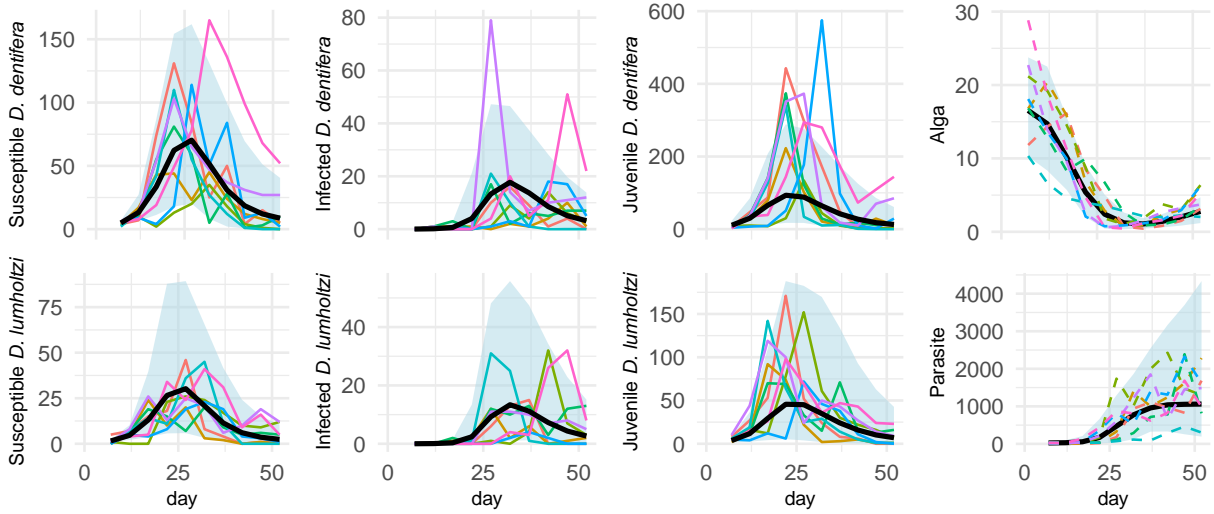 Susceptible D. dentifera
150
100
50
0
Infected D. dentifera
80
60
40
20
0
Juvenile D. dentifera
600
400
200
0
Alga
30
20
10
0
Susceptible D. lumholtzi
75
50
25
0
0 25 50
day
Infected D. lumholtzi
40
20
0
0 25 50
day
Juvenile D. lumholtzi
150
100
50
0
0 25 50
day
Parasite
4000
3000
2000
1000
0
0 25 50
day